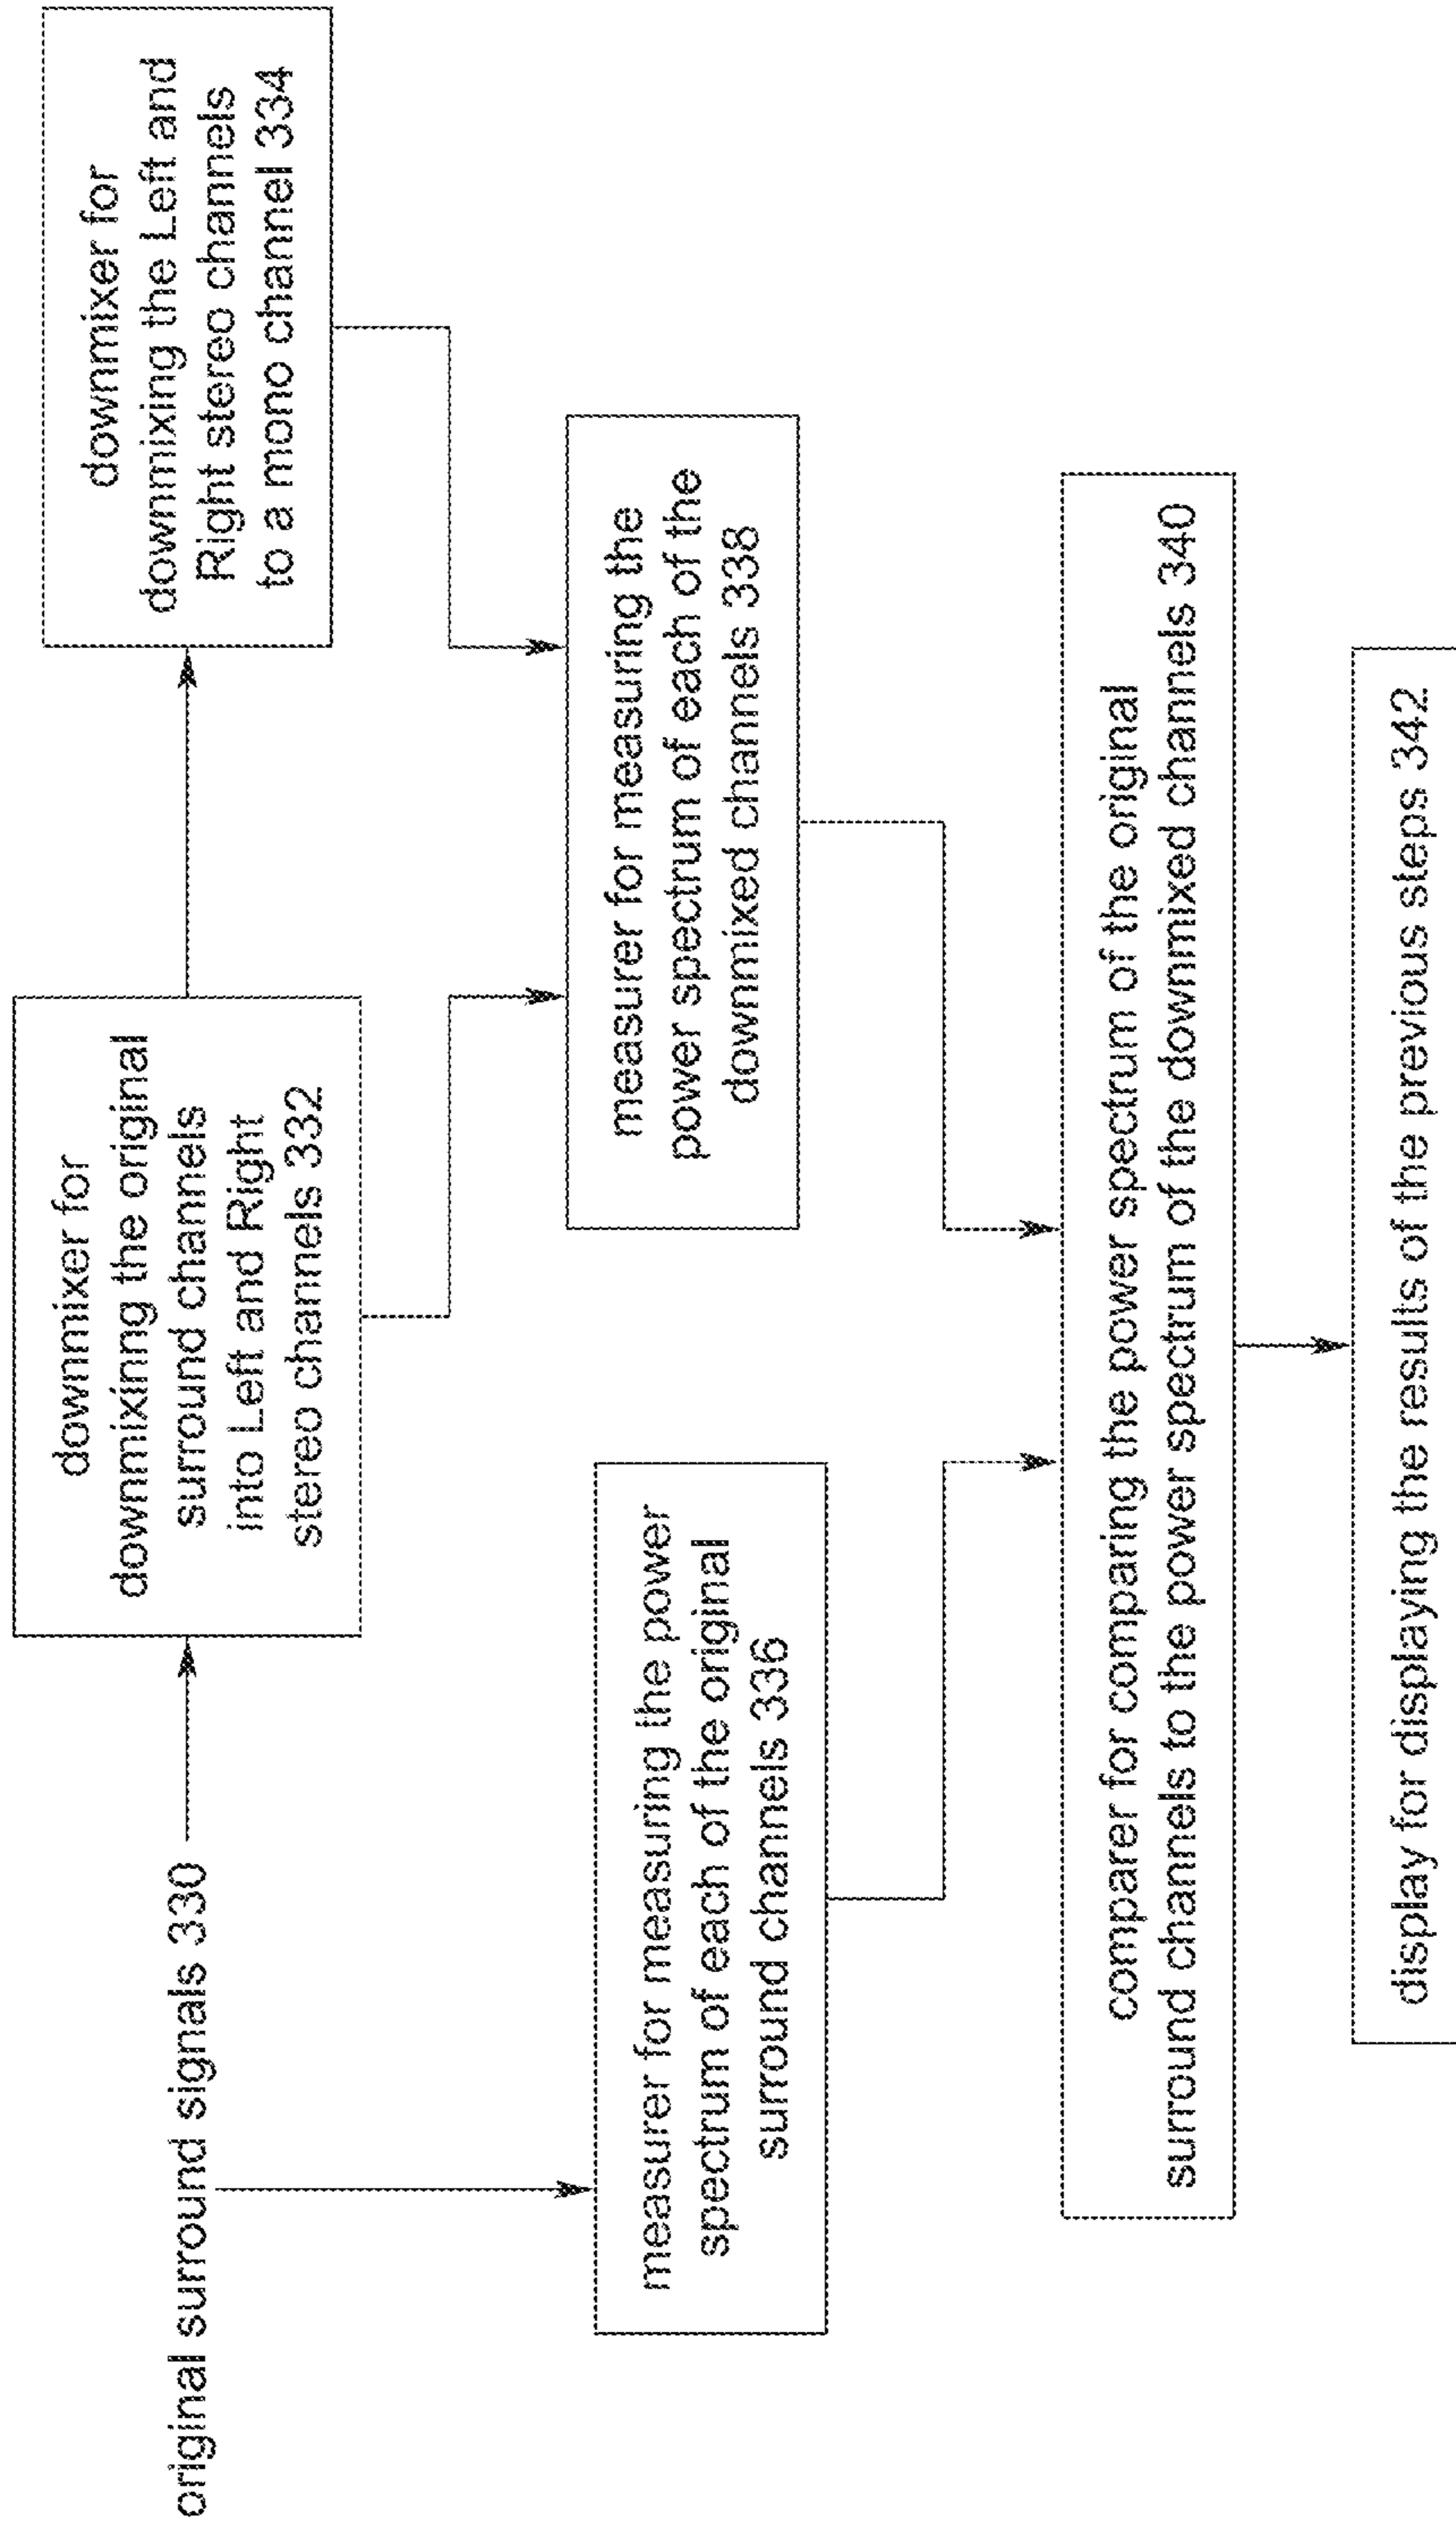 original surround signals 330
downmixer for
downmixing the original
surround channels
into Left and Right
stereo channels 332
downmixer for
downmixing the Left and
Right stereo channels
to a mono channel 334
measurer for measuring the power
spectrum of each of the original
surround channels 336
measurer for measuring the
power spectrum of each of the
downmixed channels 338
comparer for comparing the power spectrum of the original
surround channels to the power spectrum of the downmixed channels 340
display for displaying the results of the previous steps 342